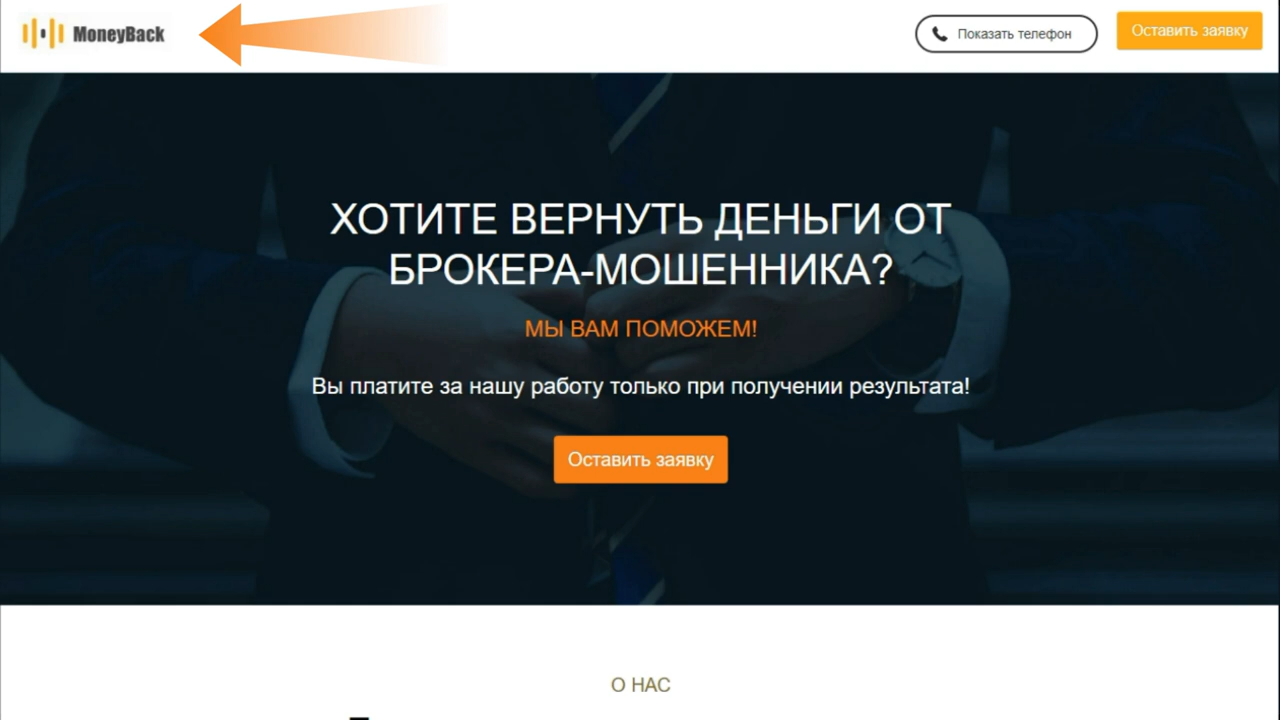 MoneyBack
Показать телефон
Оставить заявку
ХОТИТЕ ВЕРНУТЬ ДЕНЬГИ ОТ
БРОКЕРА-МОШЕННИКА?
МЫ ВАМ ПОМОЖЕМ!
Вы платите за нашу работу только при получении результата!
Оставить заявку
О НАС